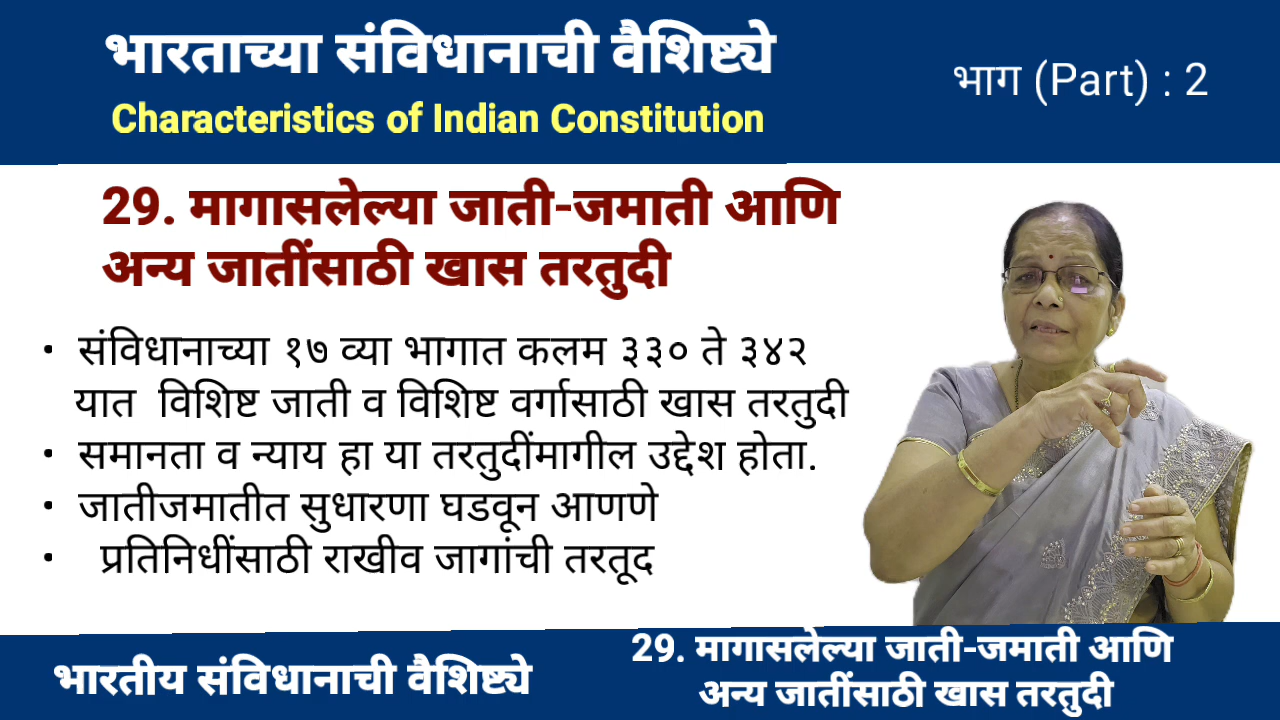 भारताच्या संविधानाची वैशिष्ट्ये
Characteristics of Indian Constitution
भाग (Part) : 2
29. मागासलेल्या जाती-जमाती आणि
अन्य जातींसाठी खास तरतुदी
• संविधानाच्या १७ व्या भागात कलम ३३० ते ३४२
यात विशिष्ट जाती व विशिष्ट वर्गासाठी खास तरतुदी
• समानता व न्याय हा या तरतुदींमागील उद्देश होता.
• जातीजमातीत सुधारणा घडवून आणणे
• प्रतिनिधींसाठी राखीव जागांची तरतूद
भारतीय संविधानाची वैशिष्ट्ये
29. मागासलेल्या जाती-जमाती आणि
अन्य जातींसाठी खास तरतुदी